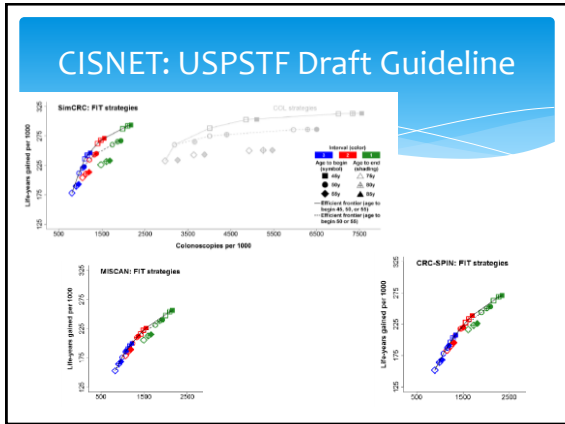 CISNET: USPSTF Draft Guideline
SimCRC: FIT strategies
COL strategies
Life-years gained per 1000
325
275
225
175
125
Interval (color)
3 2 1
Age to begin (symbol) Age to end (shading)
45y 75y
50y 80y
55y 85y
Efficient frontier (age to
begin 45, 50, or 55)
Efficient frontier (age to
begin 50 or 55)
500 1500 2500 3500 4500 5500 6500 7500
Colonoscopies per 1000
MISCAN: FIT strategies
Life-years gained per 1000
325
275
225
175
125
500 1500 2500
CRC-SPIN: FIT strategies
Life-years gained per 1000
325
275
225
175
125
500 1500 2500